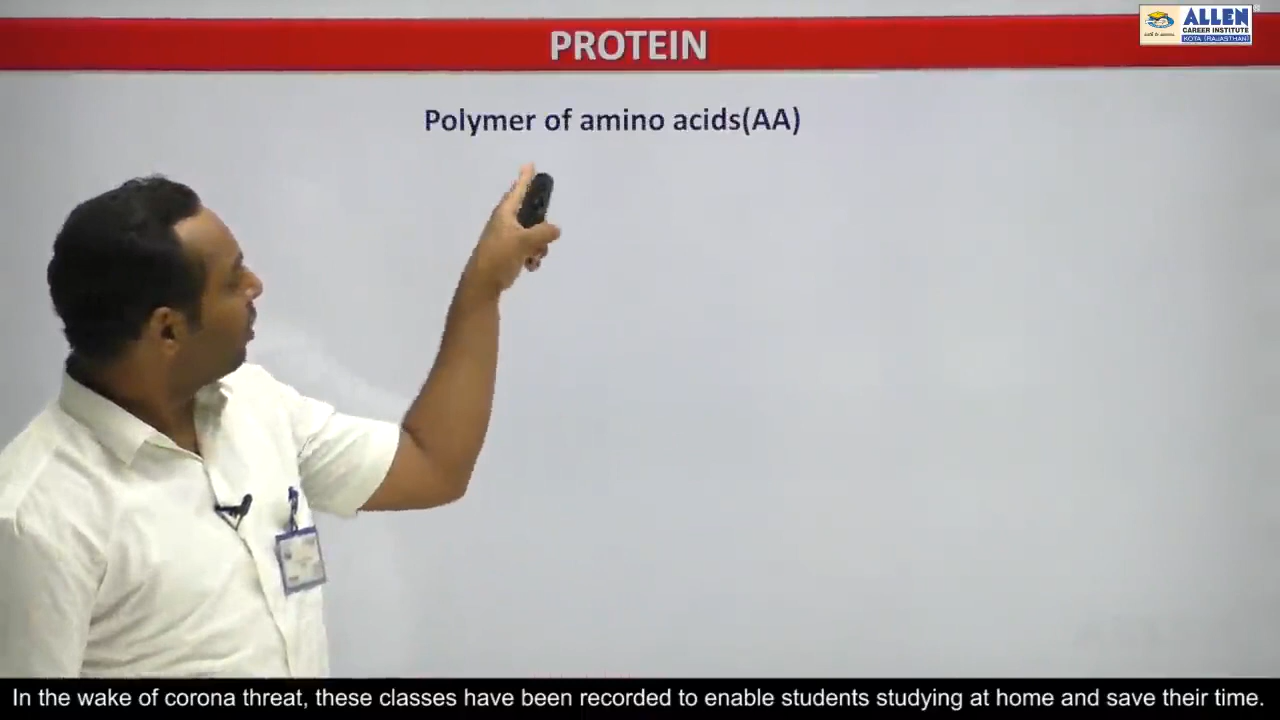 PROTEIN
ALLEN
CAREER INSTITUTE
KOTA (RAJASTHAN)
Polymer of amino acids(AA)
In the wake of corona threat, these classes have been recorded to enable students studying at home and save their time.